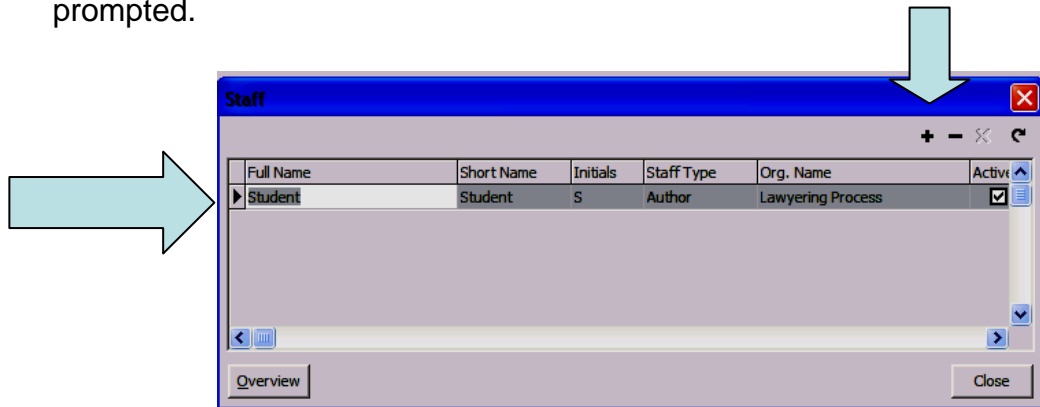 prompted.
Staff
Full Name Short Name Initials Staff Type Org. Name Active
Student Student S Author Lawyering Process
Overview Close